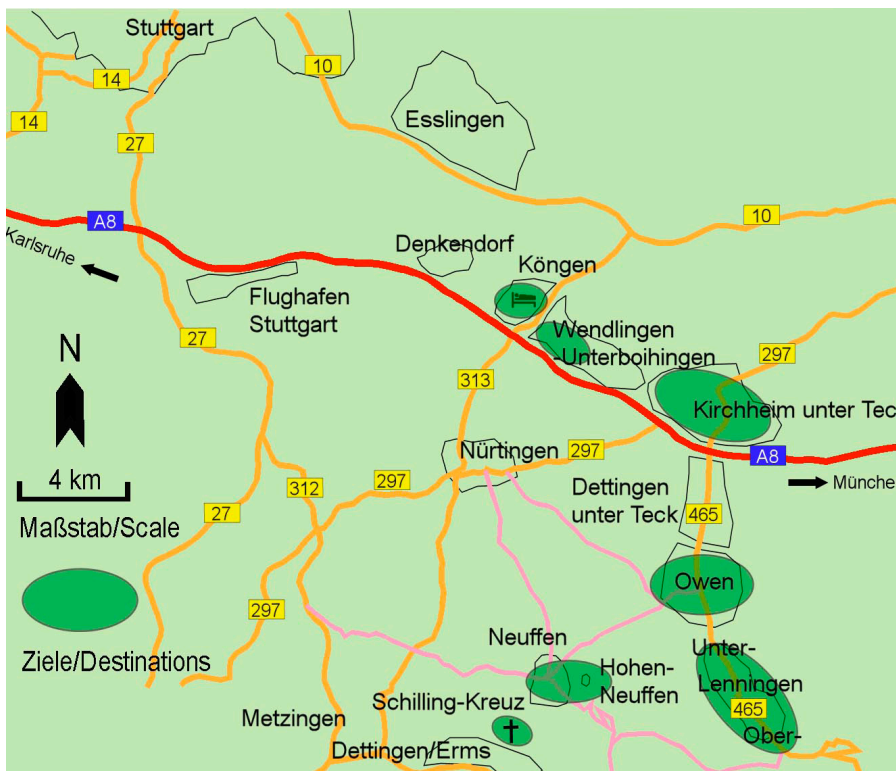 Stuttgart
10
14
14
27
Esslingen
10
A8
Karlsruhe
Denkendorf
Köngen
Flughafen
Stuttgart
Wendlingen
-Unterboihingen
27
N
313
297
Kirchheim unter Tec
Nürtingen
297
A8
4 km
297
Dettingen
unter Teck
Münche
312
27
465
Maßstab/Scale
Owen
297
Ziele/Destinations
Neuffen
Hohen-
Neuffen
Unter-
Lenningen
Schilling-Kreuz
465
Metzingen
Ober-
Dettingen/Erms